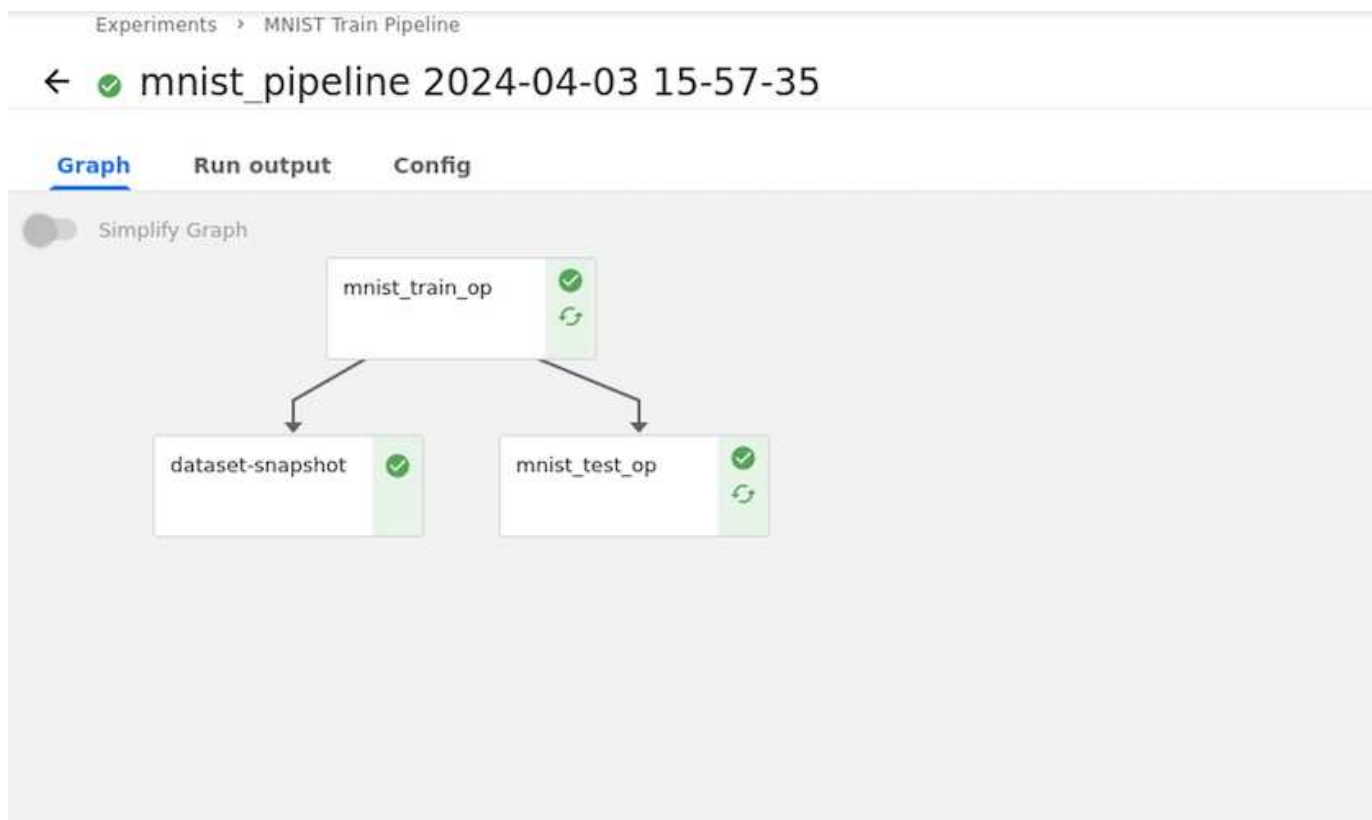 Experiments > MNIST Train Pipeline
mnist_pipeline 2024-04-03 15-57-35
Graph Run output Config
Simplify Graph
mnist_train_op
dataset-snapshot mnist_test_op